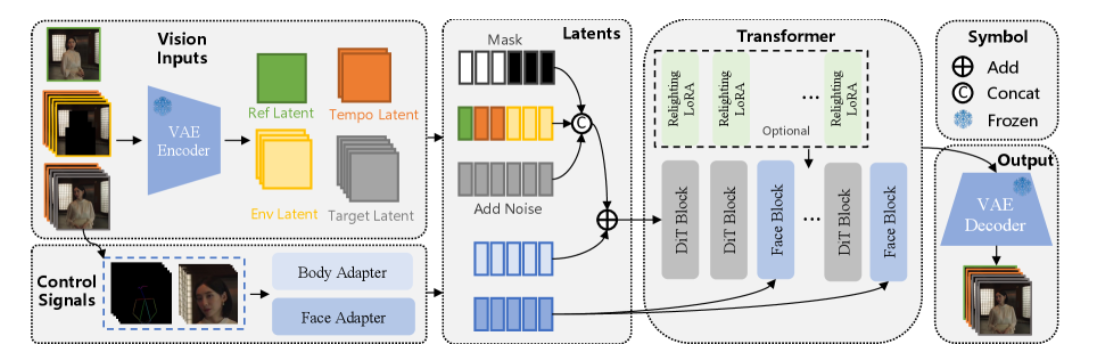 Vision
Inputs
VAE
Encoder
Ref Latent
Tempo Latent
Env Latent
Target Latent
Control
Signals
Body Adapter
Face Adapter
Latents
Mask
C
Add Noise
Transformer
Relighting
LoRA
Relighting
LoRA
...
Relighting
LoRA
Optional
DiT Block
DiT Block
Face Block
...
DiT Block
Face Block
Symbol
Add
C Concat
Frozen
Output
VAE
Decoder